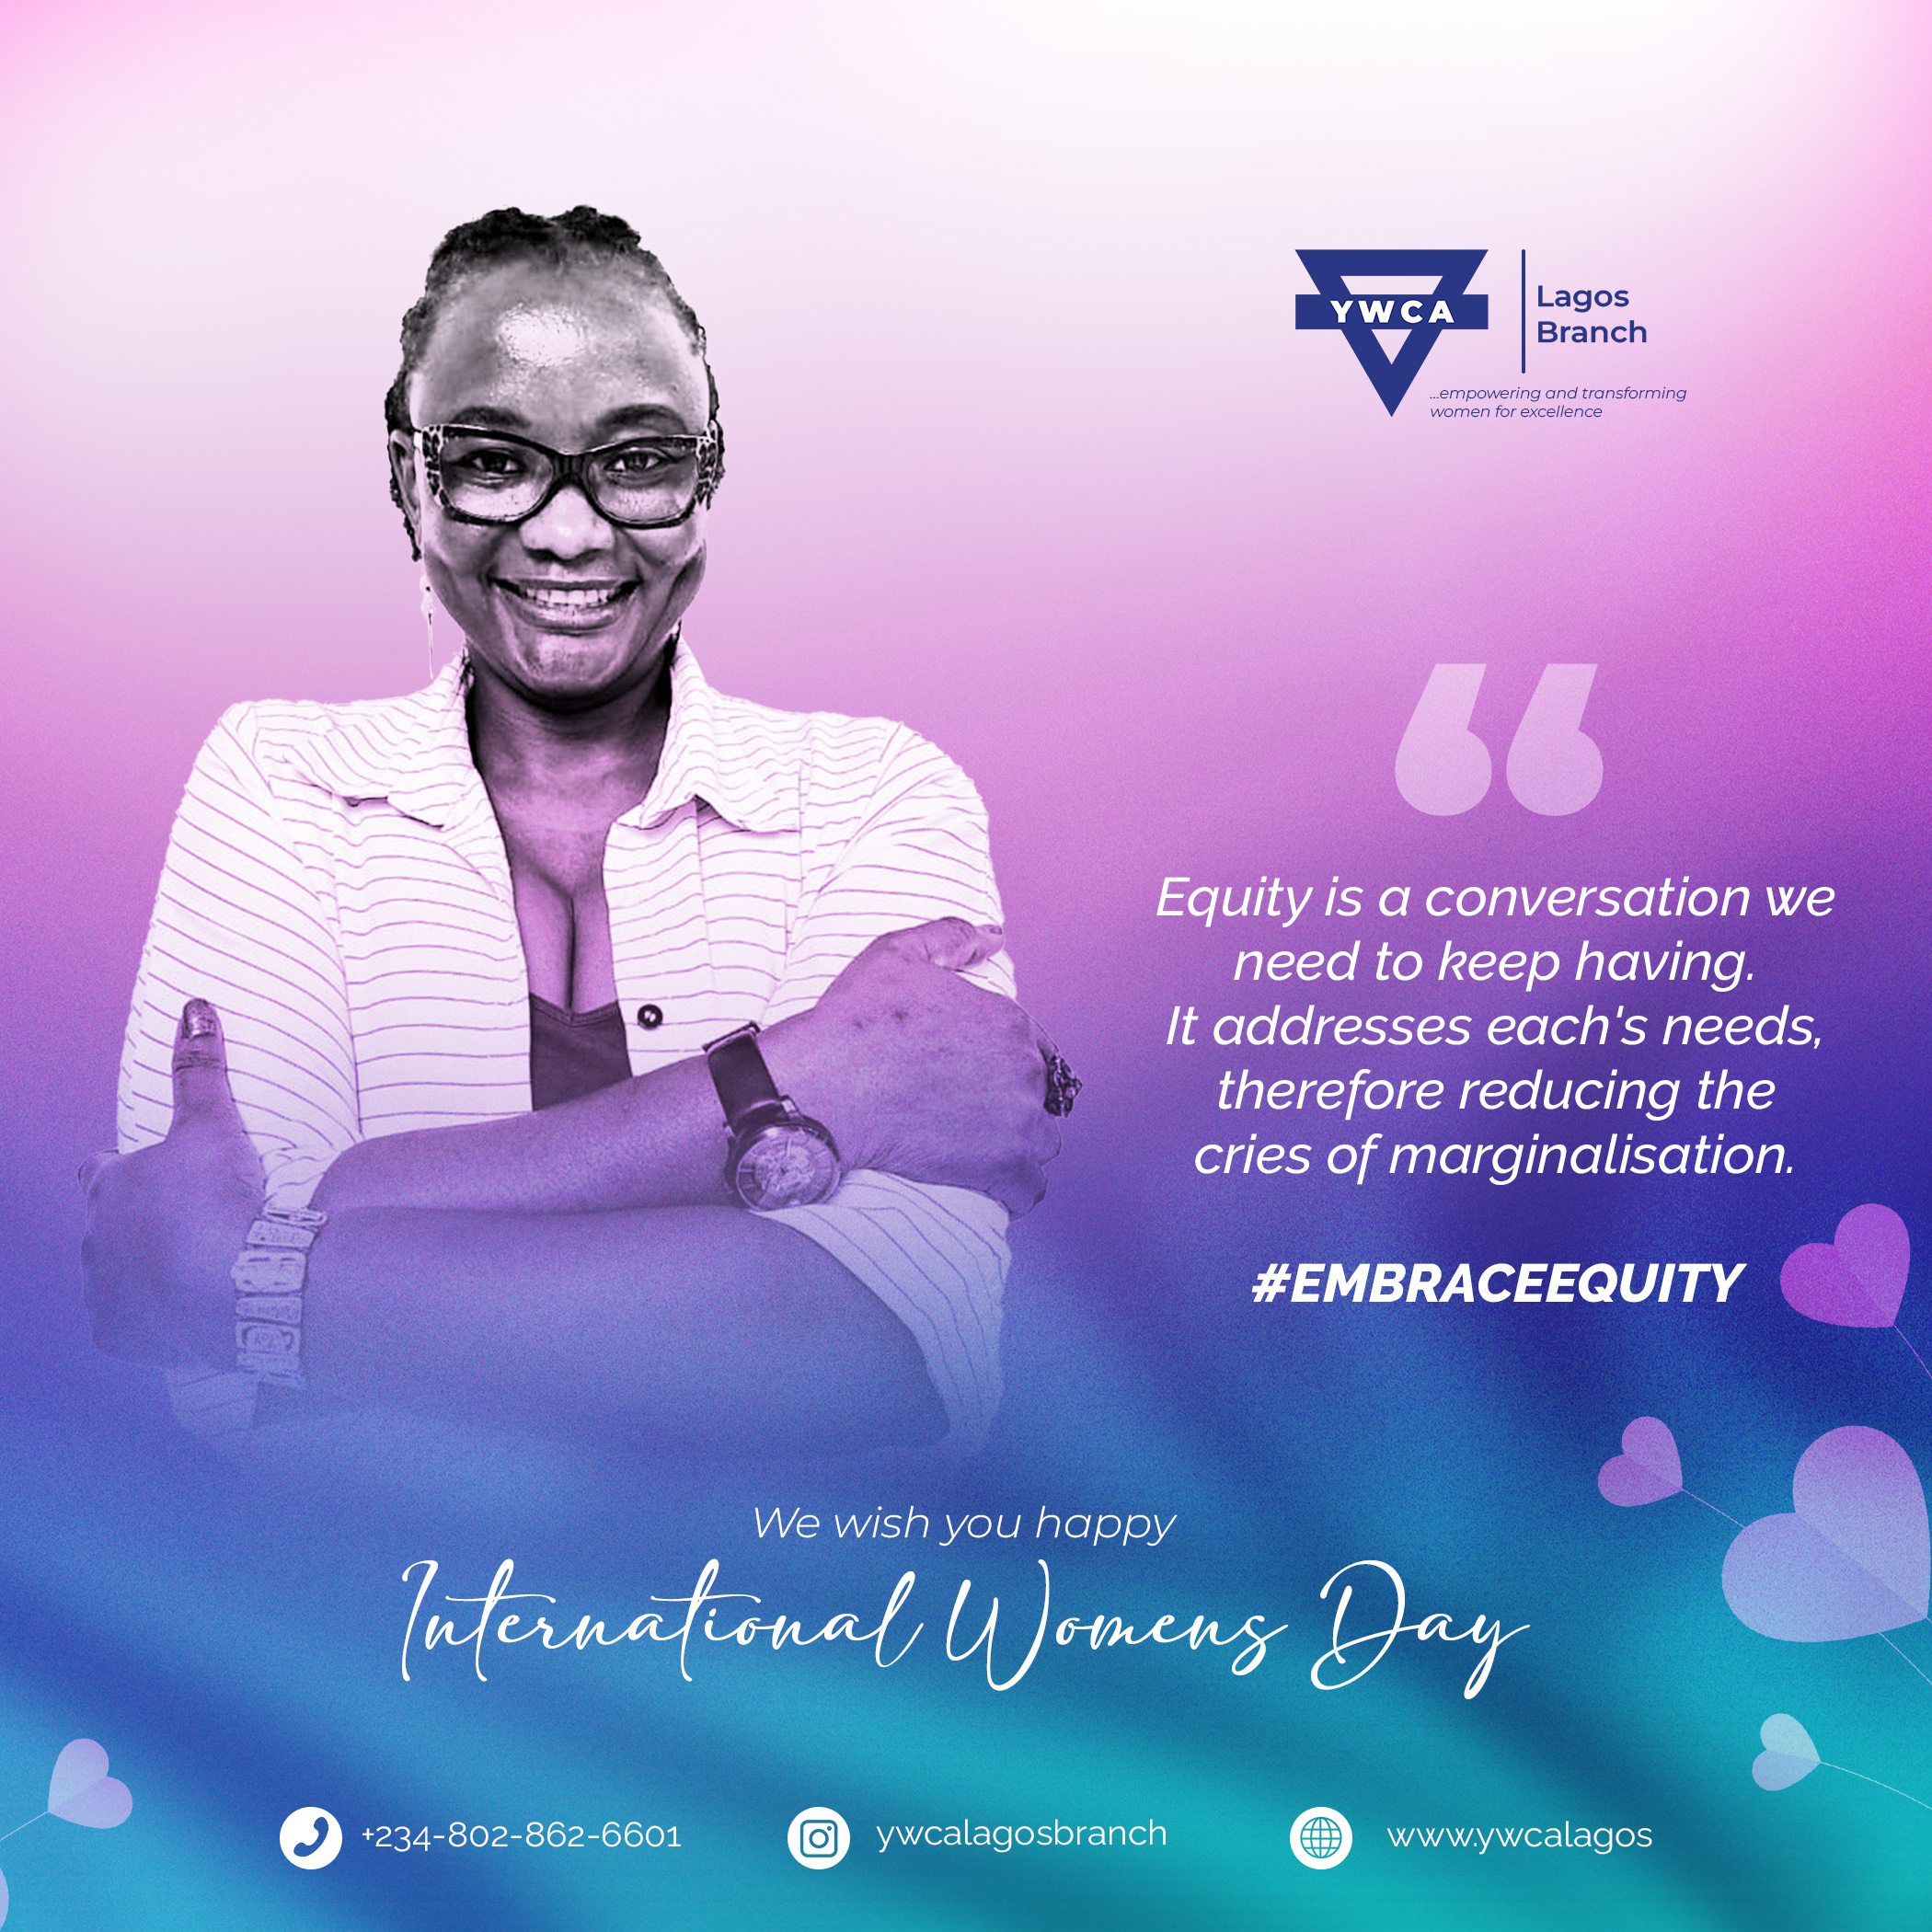 YWCA
Lagos
Branch
...empowering and transforming
women for excellence
Equity is a conversation we
need to keep having.
It addresses each's needs,
therefore reducing the
cries of marginalisation.
#EMBRACEEQUITY
We wish you happy
International Womens Day
+234-802-862-6601
ywcalagosbranch
www.ywcalagos